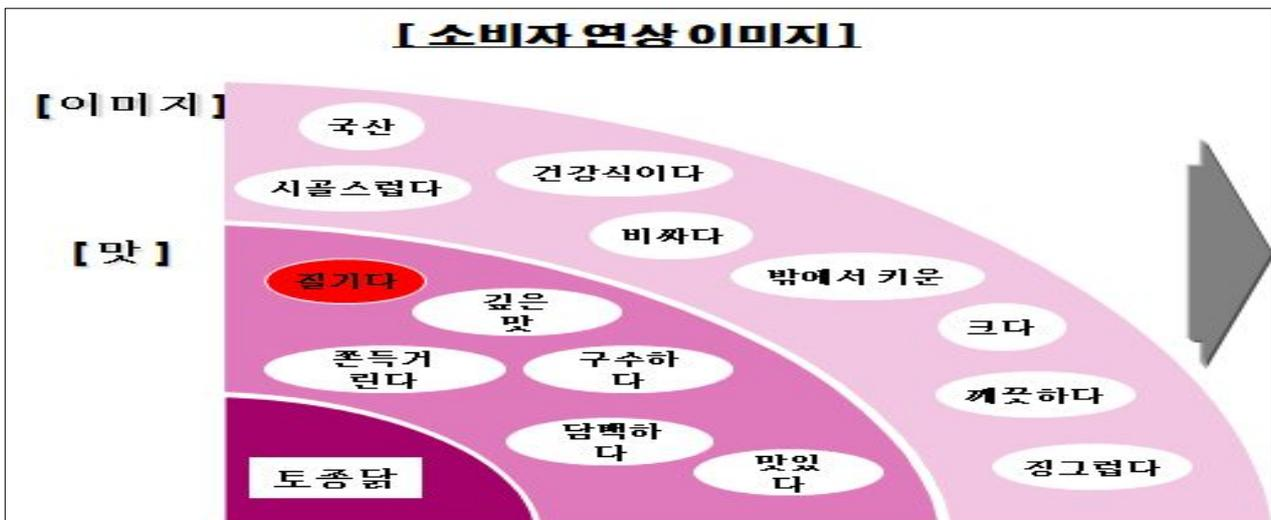 [ 소비자 연상 이미지 ]
[ 이 미 지 ]
국산
시골스럽다
건강식이다
비싸다
밖에서 키운
크다
깨끗하다
징그럽다
[ 맛 ]
질기다
깊은
맛
쫀득거
린다
구수하
다
담백하
다
맛있
다
토종닭